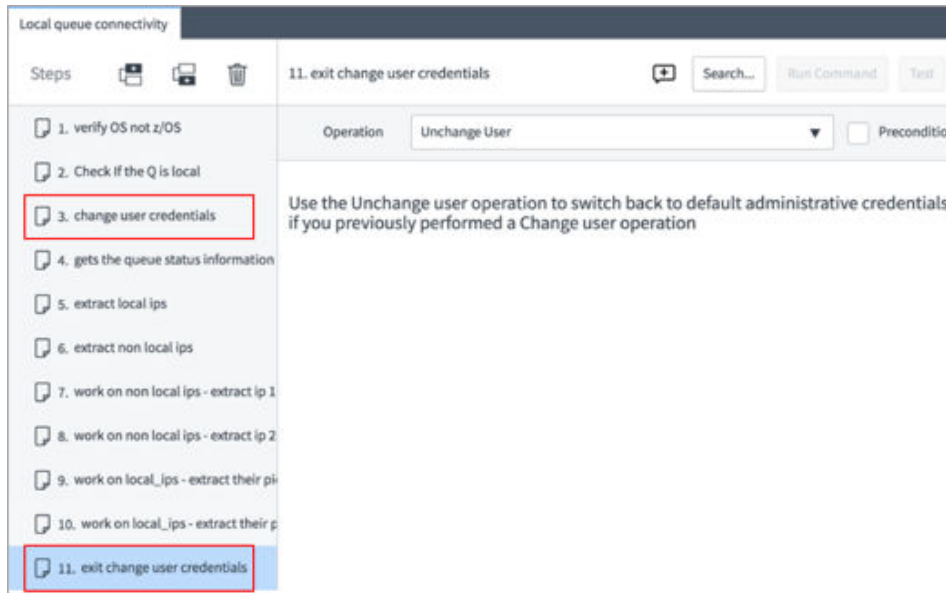 Local queue connectivity
Steps
11. exit change user credentials
Search...
Run Command
Test
1. verify OS not z/OS
Operation
Unchange User
Preconditio
2. Check If the Q is local
3. change user credentials
Use the Unchange user operation to switch back to default administrative credentials
if you previously performed a Change user operation
4. gets the queue status information
5. extract local ips
6. extract non local ips
7. work on non local ips - extract ip 1
8. work on non local ips - extract ip 2
9. work on local_ips - extract their pi
10. work on local_ips - extract their p
11. exit change user credentials